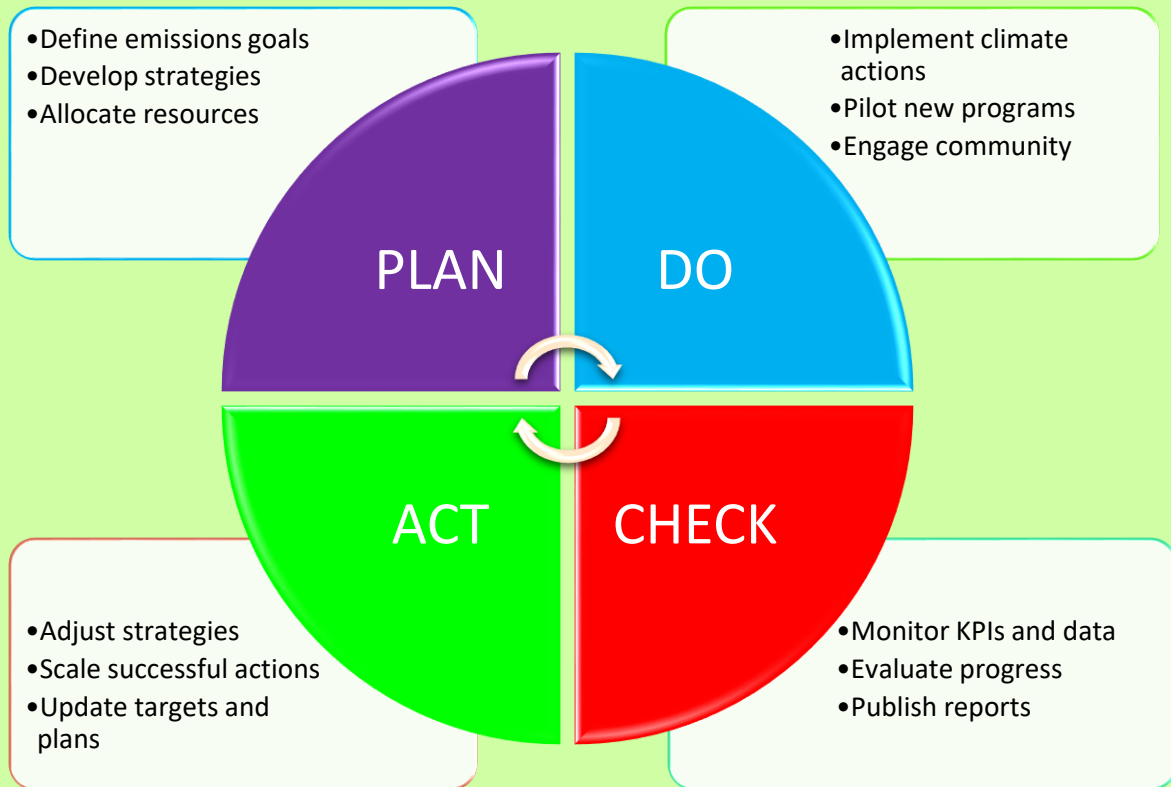 •Define emissions goals
•Develop strategies
•Allocate resources
•Implement climate
actions
•Pilot new programs
•Engage community
PLAN
DO
ACT
CHECK
•Adjust strategies
•Scale successful actions
•Update targets and
plans
•Monitor KPIs and data
•Evaluate progress
•Publish reports